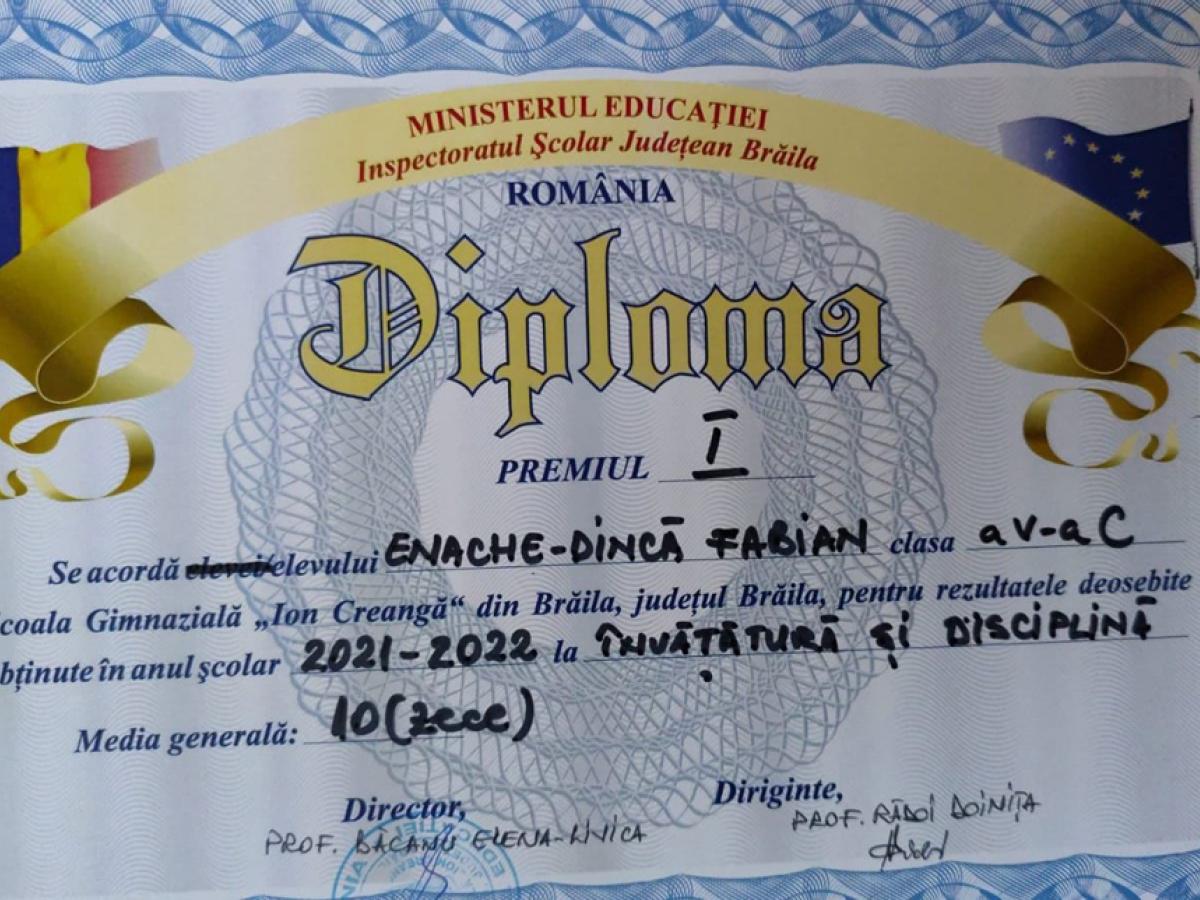 MINISTERUL EDUCAȚIEI
Inspectoratul Şcolar Județean Brăila
ROMÂNIA
Diploma
PREMIUL I
Se acordă elevei/elevului ENACHE-DINCĂ FABIAN clasa a V-a C
coala Gimnazială „Ion Creangă“ din Brăila, județul Brăila, pentru rezultatele deosebite
bținute în anul şcolar 2021-2022 la ÎNVĂȚĂTURĂ ȘI DISCIPLINĂ
Media generală: 10 (zece)
Director, Diriginte,
PROF. BĂCANU ELENA-LIVICA PROF. RĂDOI DOINIȚA